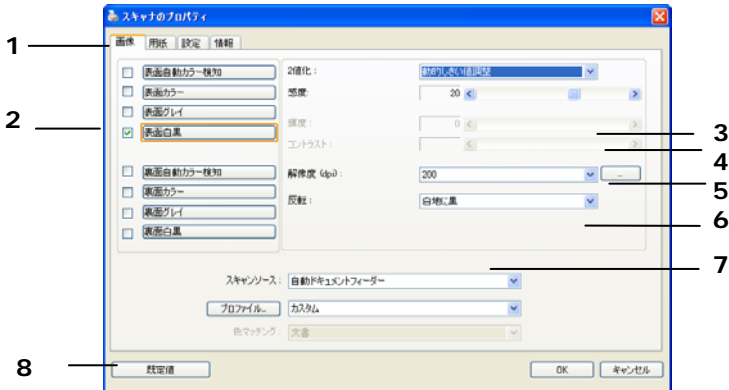 スキャナのプロパティ
1
画像 用紙 設定 情報
表面自動カラー検知
表面カラー
表面グレイ
2
表面白黒
裏面自動カラー検知
裏面カラー
裏面グレイ
裏面白黒
2値化:
動的しきい値調整
感度:
20
輝度:
0
3
コントラスト:
4
解像度 (dpi):
200
5
反転:
白地に黒
6
7
スキャンソース:
自動ドキュメントフィーダー
プロファイル...
カスタム
色マッチング:
文書
8
既定値
OK
キャンセル